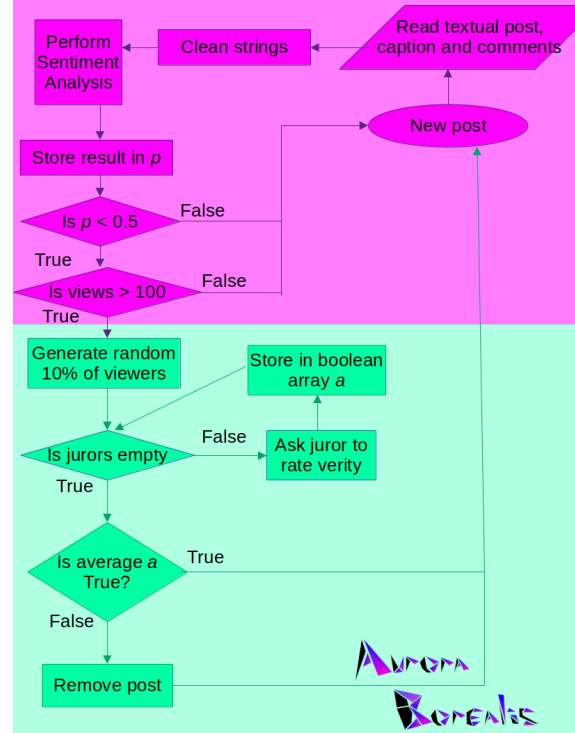 Read textual post,
caption and comments
Clean strings
Perform
Sentiment
Analysis
New post
Store result in p
Is p < 0.5
False
True
Is views > 100
False
True
Generate random
10% of viewers
Store in boolean
array a
Is jurors empty
False
Ask juror to
rate verity
True
Is average a
True?
True
False
Remove post
Aurora
Borealis